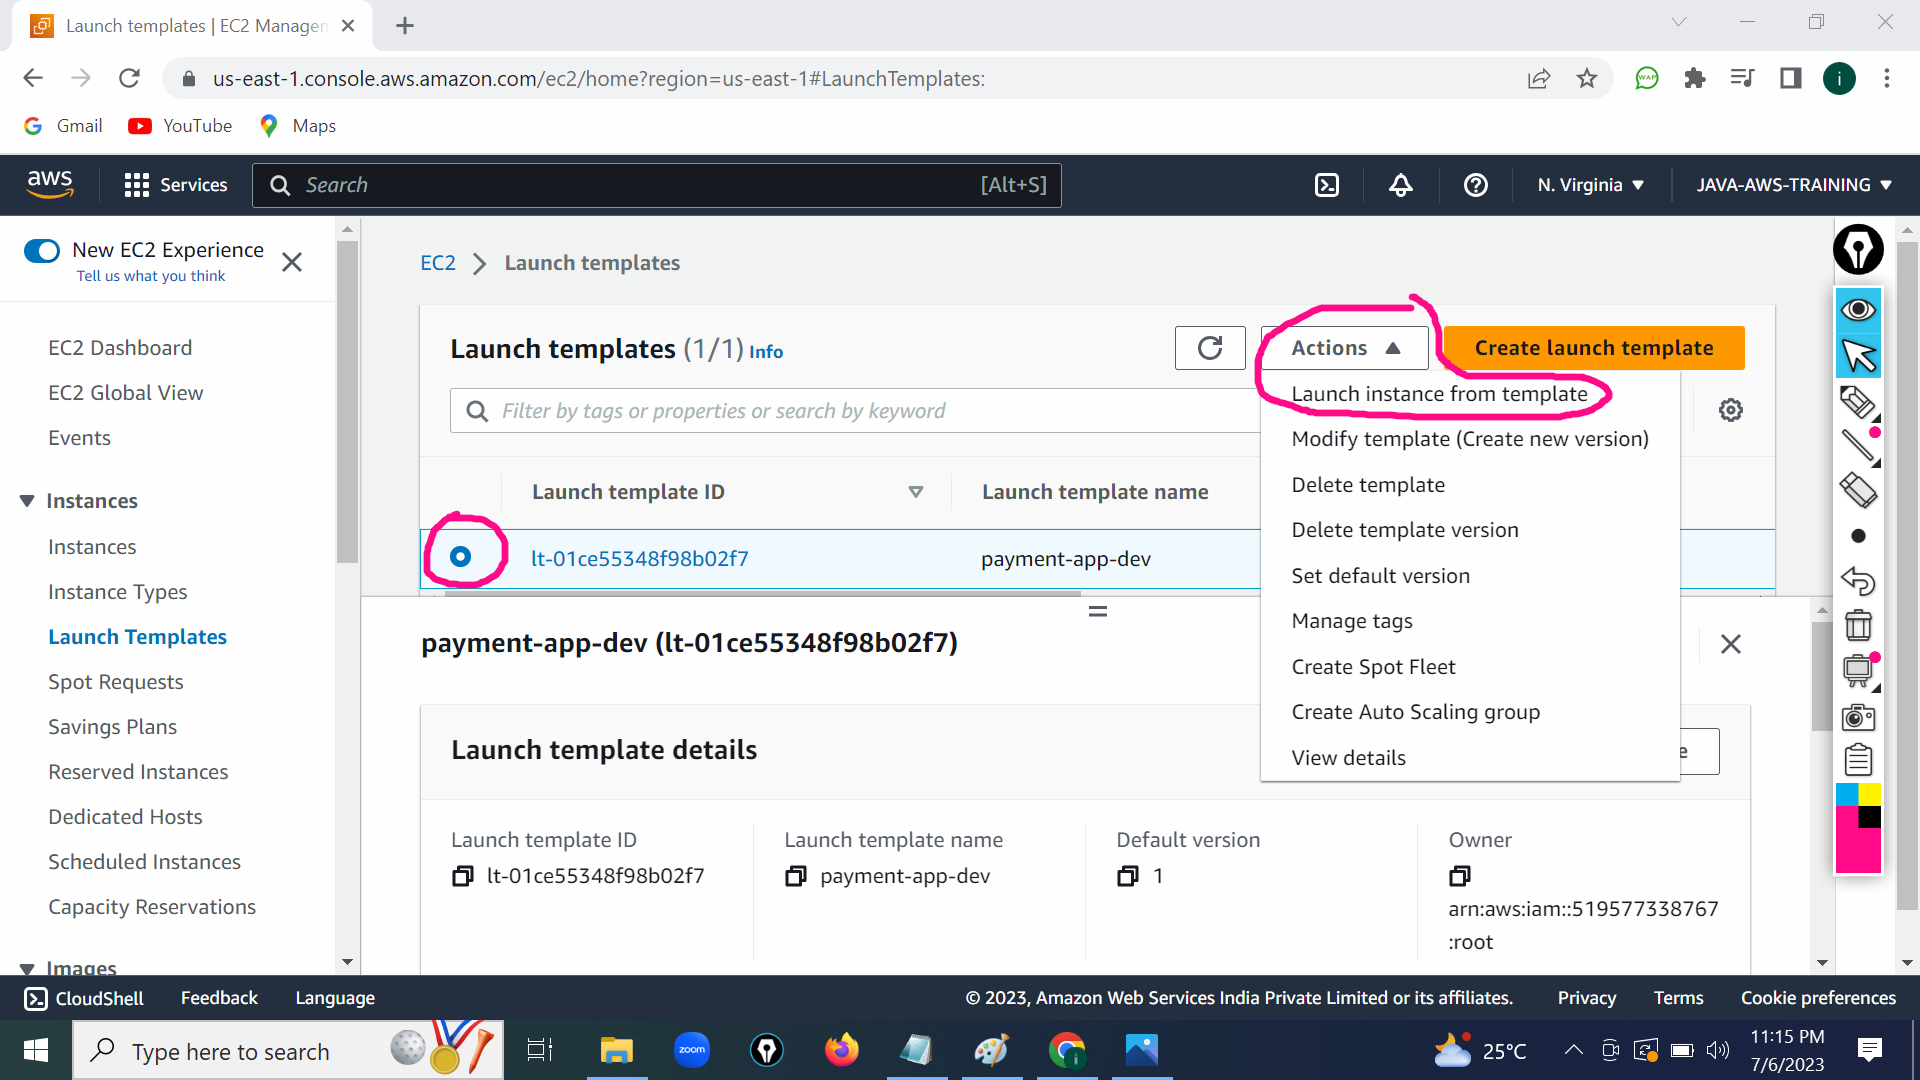 Launch templates | EC2 Managen
us-east-1.console.aws.amazon.com/ec2/home?region=us-east-1#LaunchTemplates:
WAP
i
Gmail
YouTube
Maps
aws
Services
Search
[Alt+S]
N. Virginia
JAVA-AWS-TRAINING
New EC2 Experience
Tell us what you think
EC2 Dashboard
EC2 Global View
Events
Instances
Instances
Instance Types
Launch Templates
Spot Requests
Savings Plans
Reserved Instances
Dedicated Hosts
Scheduled Instances
Capacity Reservations
Images
EC2 > Launch templates
Launch templates (1/1) Info
Actions
Create launch template
Filter by tags or properties or search by keyword
Launch instance from template
Modify template (Create new version)
Delete template
Delete template version
Set default version
Manage tags
Create Spot Fleet
Create Auto Scaling group
View details
Launch template ID
Launch template name
lt-01ce55348f98b02f7
payment-app-dev
payment-app-dev (lt-01ce55348f98b02f7)
Launch template details
e
Launch template ID
lt-01ce55348f98b02f7
Launch template name
payment-app-dev
Default version
1
Owner
arn:aws:iam::519577338767
:root
CloudShell
Feedback
Language
© 2023, Amazon Web Services India Private Limited or its affiliates.
Privacy
Terms
Cookie preferences
Type here to search
zoom
i
25°C
11:15 PM
7/6/2023